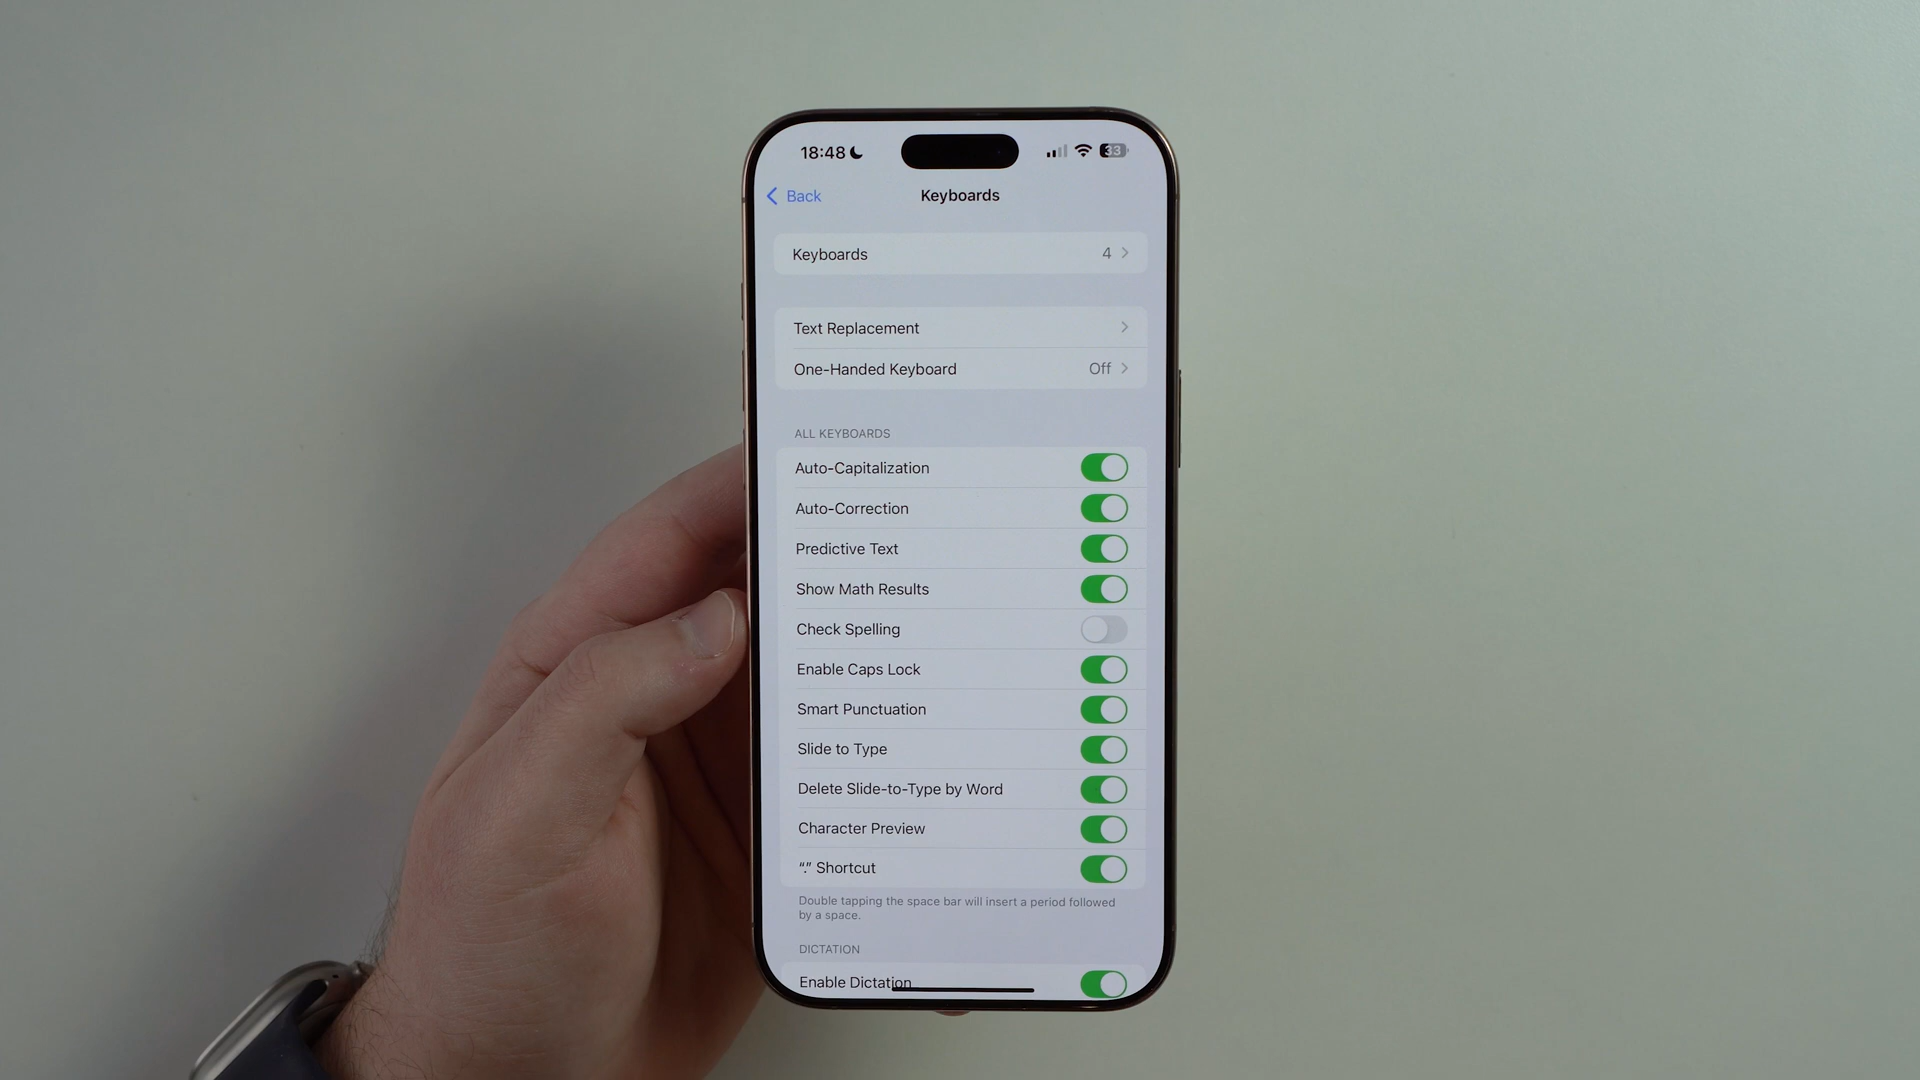 18:48
33
Back
Keyboards
Keyboards 4
Text Replacement
One-Handed Keyboard Off
ALL KEYBOARDS
Auto-Capitalization
Auto-Correction
Predictive Text
Show Math Results
Check Spelling
Enable Caps Lock
Smart Punctuation
Slide to Type
Delete Slide-to-Type by Word
Character Preview
“.” Shortcut
Double tapping the space bar will insert a period followed
by a space.
DICTATION
Enable Dictation